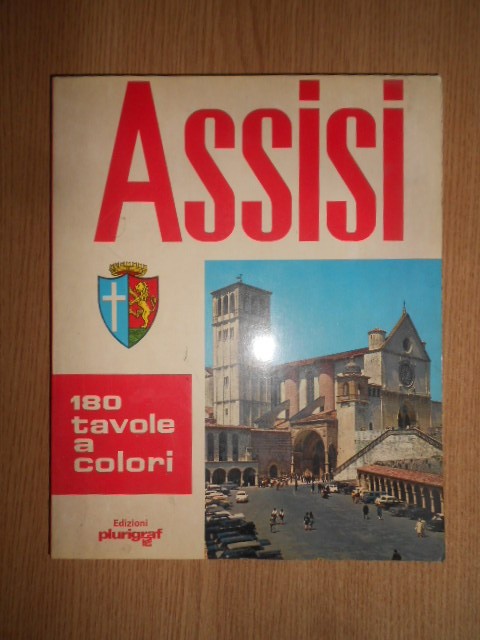 Assisi
180
tavole
a
colori
Edizioni
plurigraf